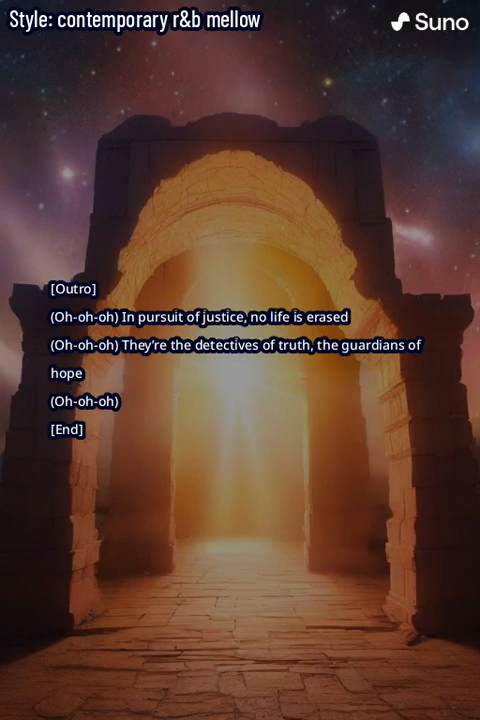 Style: contemporary r&b mellow
Suno
[Outro]
(Oh-oh-oh) In pursuit of justice, no life is erased
(Oh-oh-oh) They're the detectives of truth, the guardians of
hope
(Oh-oh-oh)
[End]